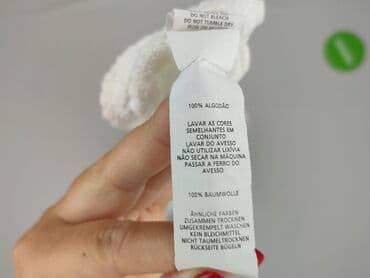 DO NOT BLEACH
DO NOT TUMBLE DRY
100% ALGODÃO
LAVAR AS CORES
SEMELHANTES EM
CONJUNTO
LAVAR DO AVESSO
NÃO UTILIZAR LIXÍVIA
NÃO SECAR NA MÁQUINA
PASSAR A FERRO DO
AVESSO
100% BAUMWOLLE
ÄHNLICHE FARBEN
ZUSAMMEN TROCKNEN
UMGEKREMPELT WASCHEN
KEIN BLEICHMITTEL
NICHT TAUMELTROCKNEN
RÜCKSEITE BÜGELN